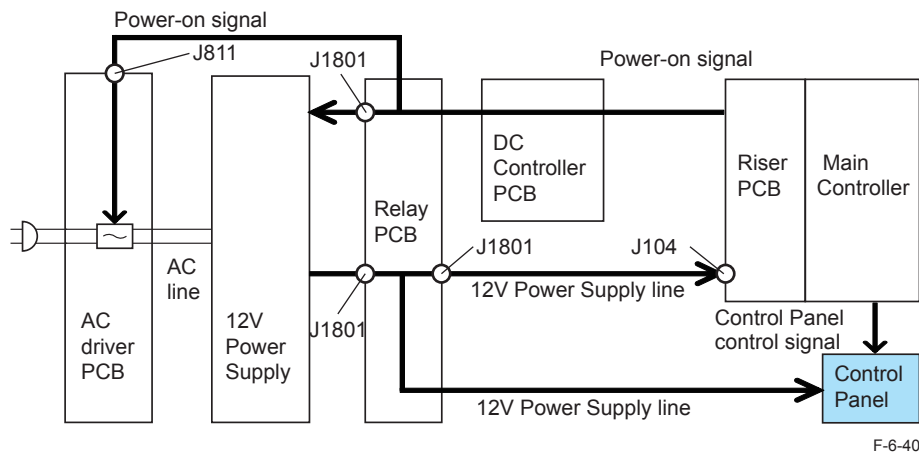 Power-on signal
J811
J1801
Power-on signal
DC
Controller
PCB
Riser
PCB
Main
Controller
Relay
PCB
AC
line
J1801
J104
12V Power Supply line
AC
driver
PCB
12V
Power
Supply
J1801
Control Panel
control signal
Control
Panel
12V Power Supply line
F-6-40